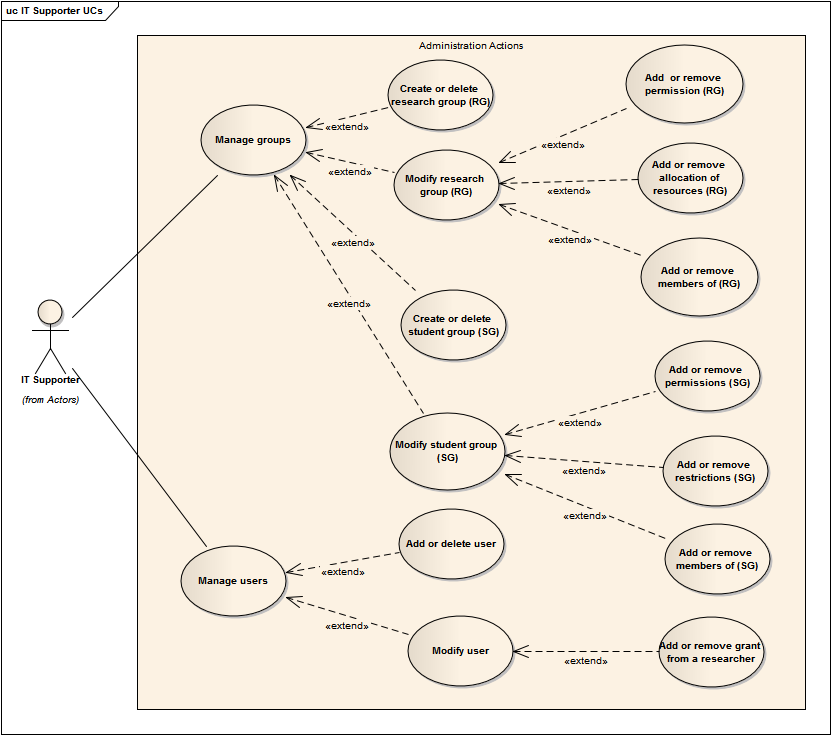 uc IT Supporter UCs
Administration Actions
Create or delete
research group (RG)
Add  or remove
permission (RG)
Manage groups
«extend»
«extend»
Modify research
group (RG)
«extend»
Add or remove
allocation of
resources (RG)
«extend»
«extend»
«extend»
Add or remove
members of (RG)
«extend»
Create or delete
student group (SG)
IT Supporter
(from Actors)
Add or remove
permissions (SG)
«extend»
Modify student group
(SG)
Add or remove
restrictions (SG)
«extend»
«extend»
Add or delete user
Add or remove
members of (SG)
Manage users
«extend»
«extend»
Modify user
Add or remove grant
from a researcher
«extend»